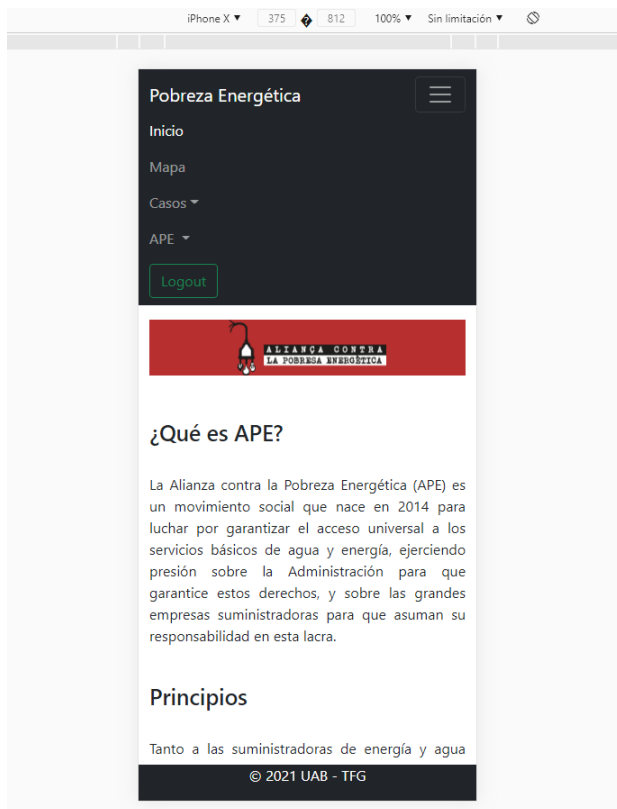 iPhone X ▼ 375 � 812 100% ▼ Sin limitación ▼
Pobreza Energética
Inicio
Mapa
Casos
APE
Logout
ALIANÇA CONTRA
LA POBRESA ENERGÈTICA
¿Qué es APE?
La Alianza contra la Pobreza Energética (APE) es
un movimiento social que nace en 2014 para
luchar por garantizar el acceso universal a los
servicios básicos de agua y energía, ejerciendo
presión sobre la Administración para que
garantice estos derechos, y sobre las grandes
empresas suministradoras para que asuman su
responsabilidad en esta lacra.
Principios
Tanto a las suministradoras de energía y agua
© 2021 UAB - TFG